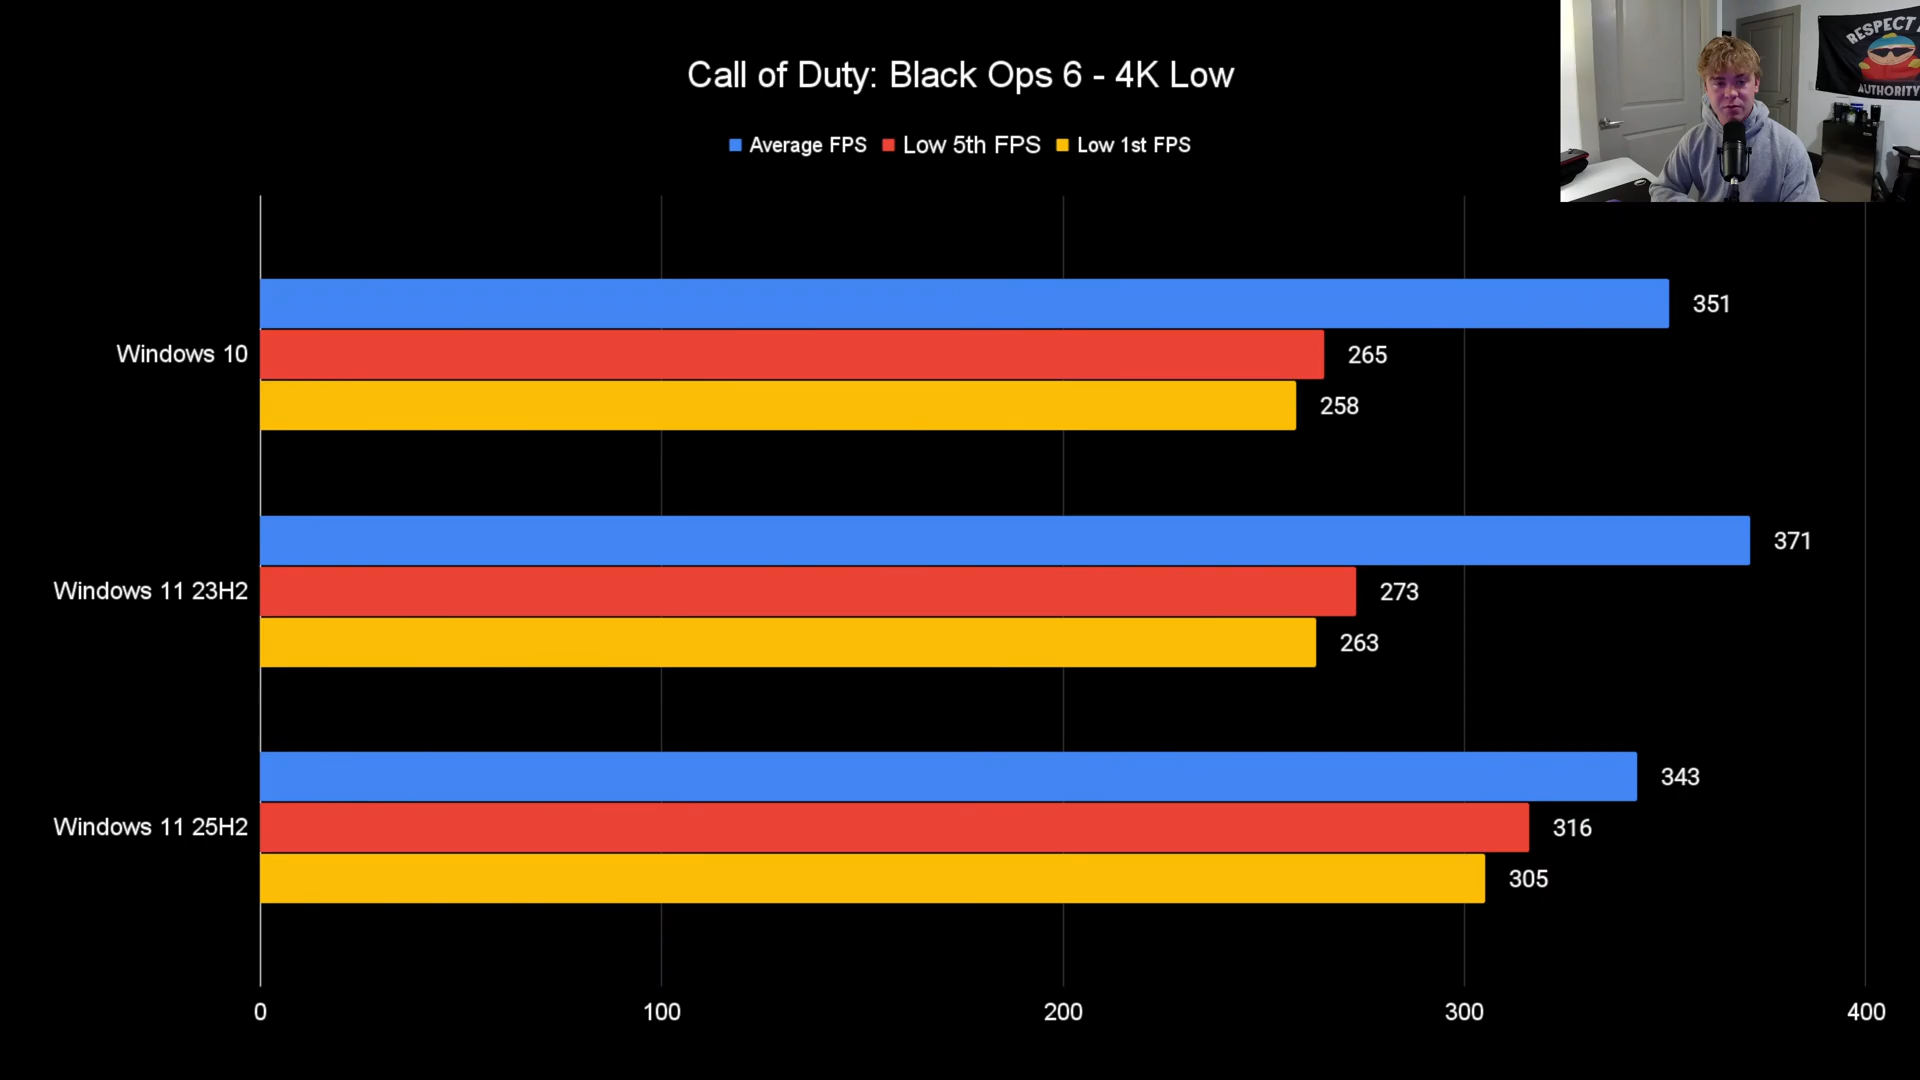 Call of Duty: Black Ops 6 - 4K Low
Average FPS Low 5th FPS Low 1st FPS
RESPECT
AUTHORITY
351
Windows 10 265
258
371
Windows 11 23H2 273
263
343
Windows 11 25H2 316
305
0 100 200 300 400